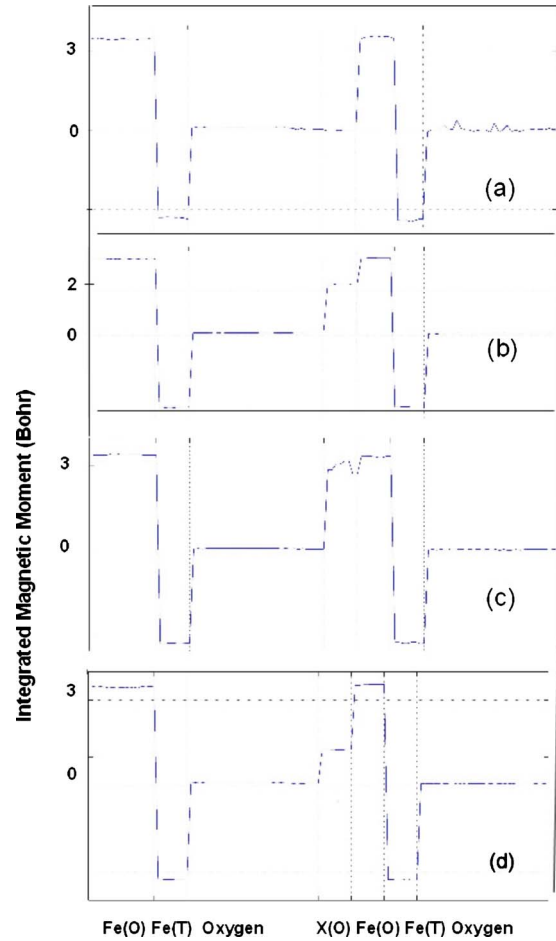 3
0
(a)
2
0
(b)
Integrated Magnetic Moment (Bohr)
3
0
(c)
3
0
(d)
Fe(O) Fe(T) Oxygen X(O) Fe(O) Fe(T) Oxygen